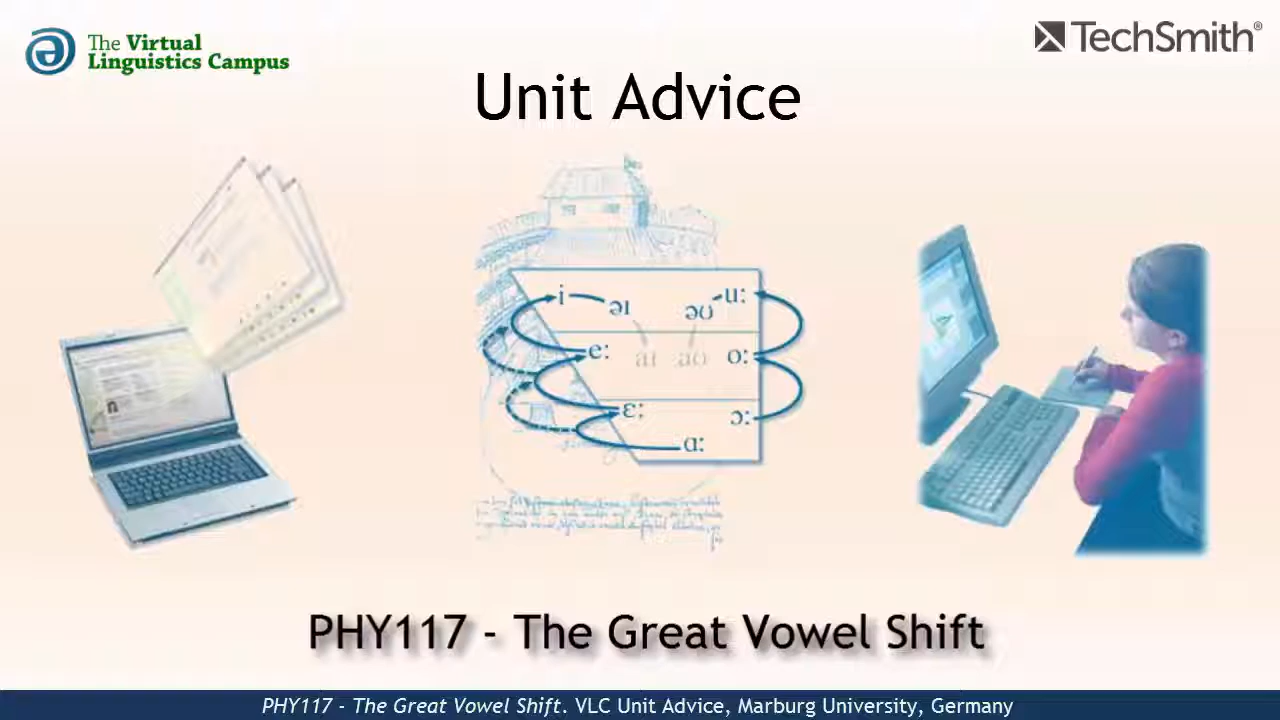 The Virtual
Linguistics Campus
TechSmith®
Unit Advice
i
əɪ
əʊ
u:
e:
aɪ
aʊ
o:
ɛ:
ɔ:
ɑ:
PHY117 - The Great Vowel Shift
PHY117 - The Great Vowel Shift. VLC Unit Advice, Marburg University, Germany